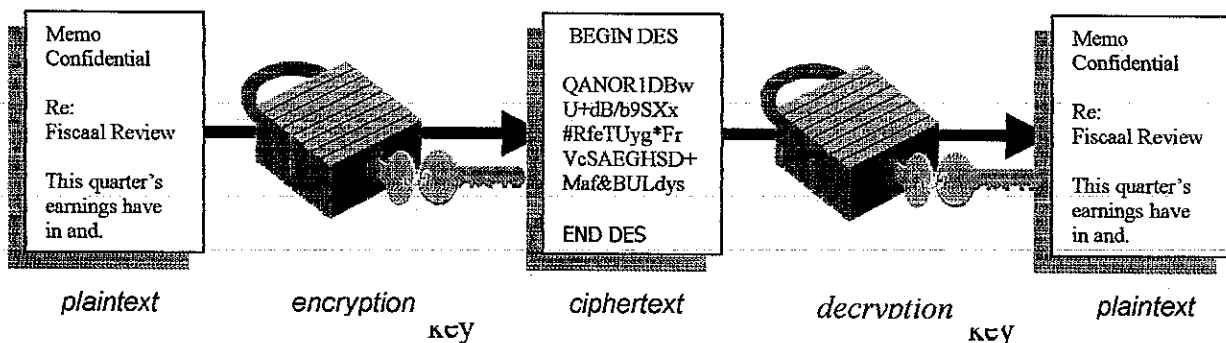 Memo
Confidential
Re:
Fiscaal Review
This quarter's
earnings have
in and.
BEGIN DES
QANOR1DBw
U+dB/b9SXx
#RfeTUyg*Fr
VcSAEGHSD+
Maf&BULdys
END DES
Memo
Confidential
Re:
Fiscaal Review
This quarter's
earnings have
in and.
plaintext
encryption
key
ciphertext
decryption
key
plaintext